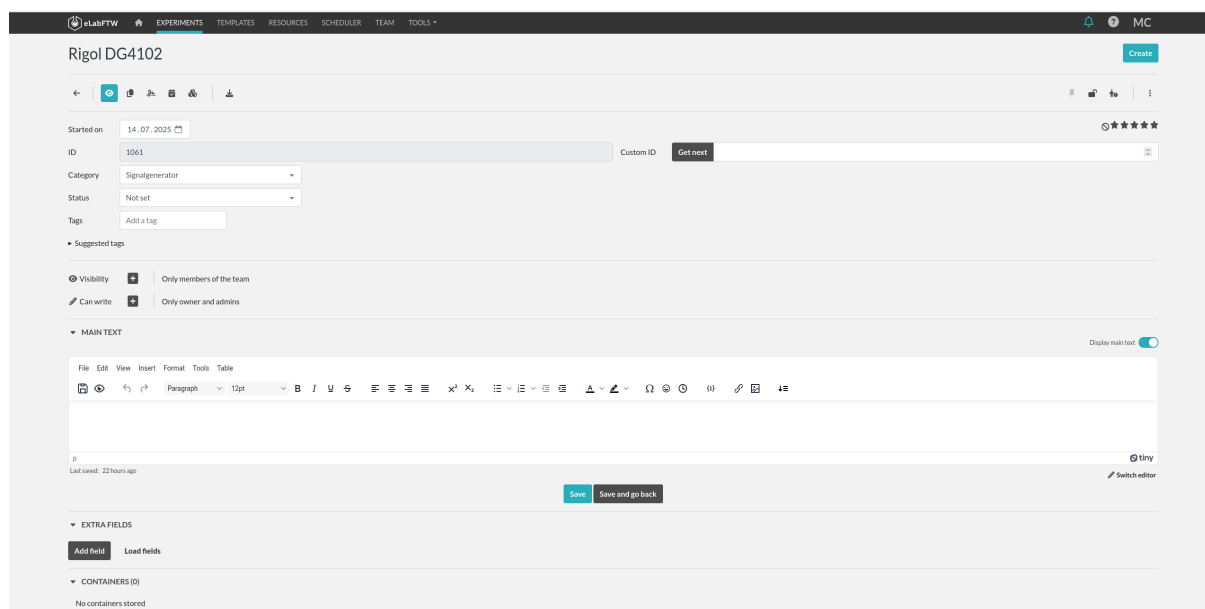 eLabFTW EXPERIMENTS TEMPLATES RESOURCES SCHEDULER TEAM TOOLS MC
Rigol DG4102 Create
Started on 14.07.2025
ID 1061 Custom ID Get next
Category Signalgenerator
Status Not set
Tags Add a tag
Suggested tags
Visibility Only members of the team
Can write Only owner and admins
MAIN TEXT
Display main text
File Edit View Insert Format Tools Table
Paragraph 12pt B I U S X² X₂ A Ω {;}
p tiny
Last saved: 22 hours ago
Switch editor
Save Save and go back
EXTRA FIELDS
Add field Load fields
CONTAINERS (0)
No containers stored